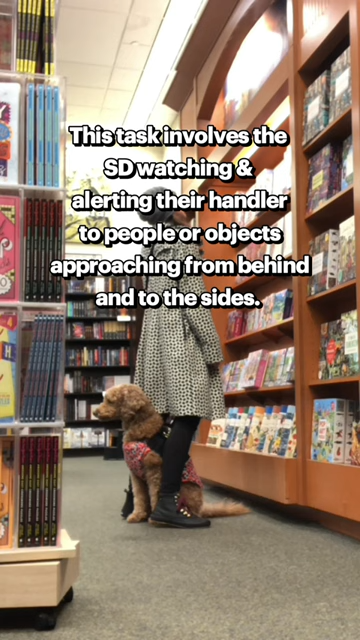 This task involves the
SD watching &
alerting their handler
to people or objects
approaching from behind
and to the sides.